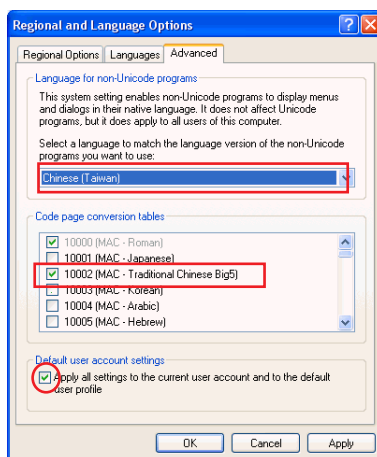 Regional and Language Options
Regional Options
Languages
Advanced
Language for non-Unicode programs
This system setting enables non-Unicode programs to display menus
and dialogs in their native language. It does not affect Unicode
programs, but it does apply to all users of this computer.
Select a language to match the language version of the non-Unicode
programs you want to use:
Chinese (Taiwan)
Code page conversion tables
10000 (MAC - Roman)
10001 (MAC - Japanese)
10002 (MAC - Traditional Chinese Big5)
10003 (MAC - Korean)
10004 (MAC - Arabic)
10005 (MAC - Hebrew)
Default user account settings
Apply all settings to the current user account and to the default
user profile
OK
Cancel
Apply